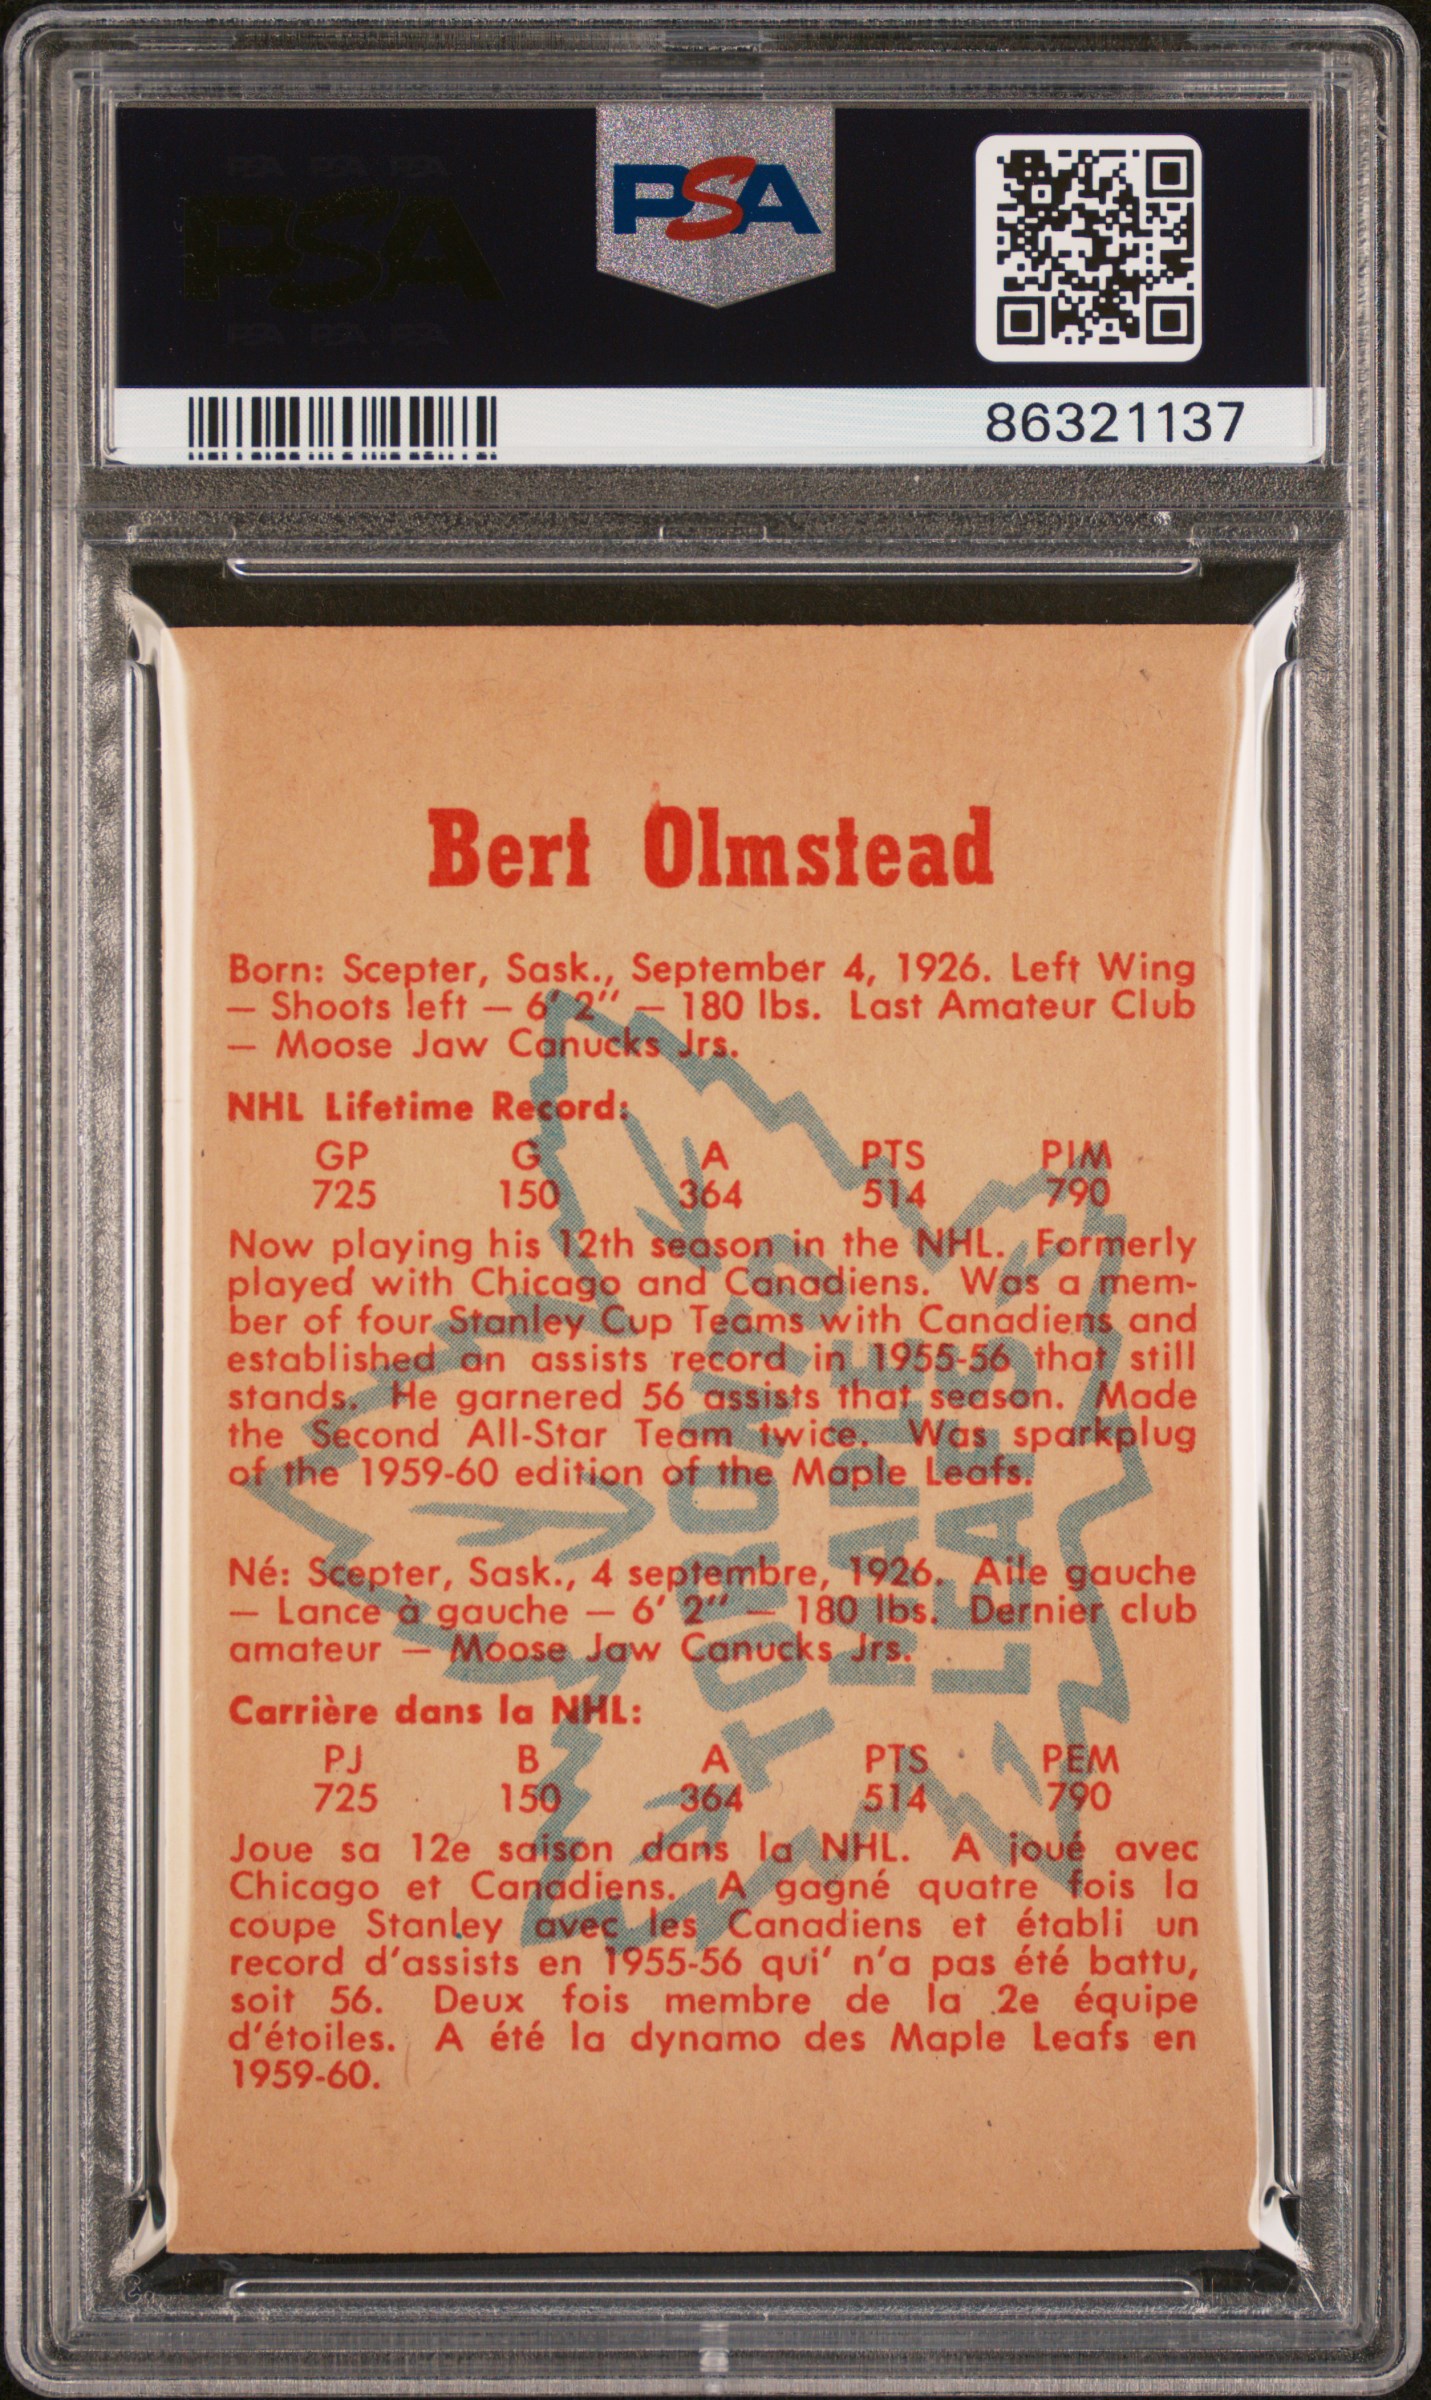 PSA
PSA
86321137
Bert Olmstead
Born: Scepter, Sask., September 4, 1926. Left Wing
— Shoots left — 6' 2" — 180 lbs. Last Amateur Club
— Moose Jaw Canucks Jrs.
NHL Lifetime Record:
GP G A PTS PIM
725 150 364 514 790
Now playing his 12th season in the NHL. Formerly
played with Chicago and Canadiens. Was a mem-
ber of four Stanley Cup Teams with Canadiens and
established an assists record in 1955-56 that still
stands. He garnered 56 assists that season. Made
the Second All-Star Team twice. Was sparkplug
of the 1959-60 edition of the Maple Leafs.
Né: Scepter, Sask., 4 septembre, 1926. Aile gauche
— Lance à gauche — 6' 2" — 180 lbs. Dernier club
amateur — Moose Jaw Canucks Jrs.
Carrière dans la NHL:
PJ B A PTS PEM
725 150 364 514 790
Joue sa 12e saison dans la NHL. A joué avec
Chicago et Canadiens. A gagné quatre fois la
coupe Stanley avec les Canadiens et établi un
record d'assists en 1955-56 qui' n'a pas été battu,
soit 56. Deux fois membre de la 2e équipe
d'étoiles. A été la dynamo des Maple Leafs en
1959-60.
TORONTO
MAPLE
LEAFS